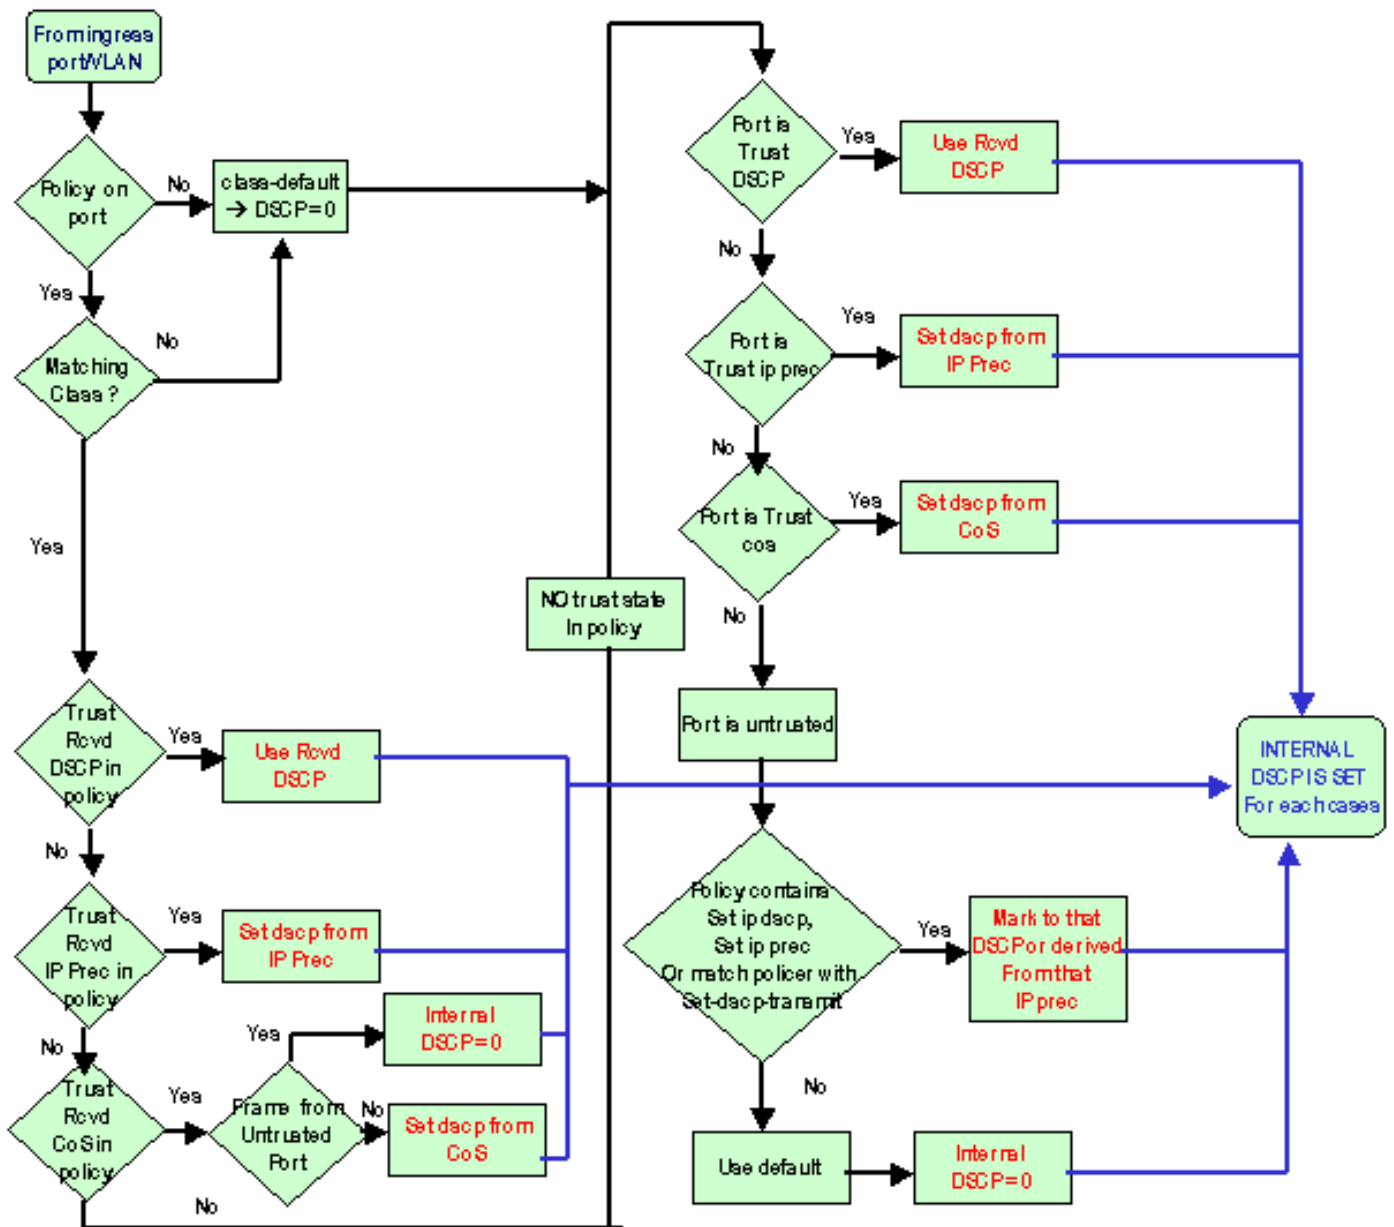 From ingress
port/VLAN
Policy on
port
No
class-default
→ DSCP=0
Yes
Matching
Class?
No
Yes
Trust
Rcvd
DSCP in
policy
Yes
Use Rcvd
DSCP
No
Trust
Rcvd
IP Prec in
policy
Yes
Set dscp from
IP Prec
No
Trust
Rcvd
CoS in
policy
Yes
Frame from
Untrusted
Port
Yes
Internal
DSCP=0
No
Set dscp from
CoS
No
NO trust state
In policy
Port is
Trust
DSCP
Yes
Use Rcvd
DSCP
No
Port is
Trust ip prec
Yes
Set dscp from
IP Prec
No
Port is Trust
cos
Yes
Set dscp from
CoS
No
Port is untrusted
Policy contains
Set ip dscp,
Set ip prec
Or match policer with
Set-dscp-transmit
Yes
Mark to that
DSCP or derived
From that
IP prec
No
Use default
Internal
DSCP=0
INTERNAL
DSCP IS SET
For each cases